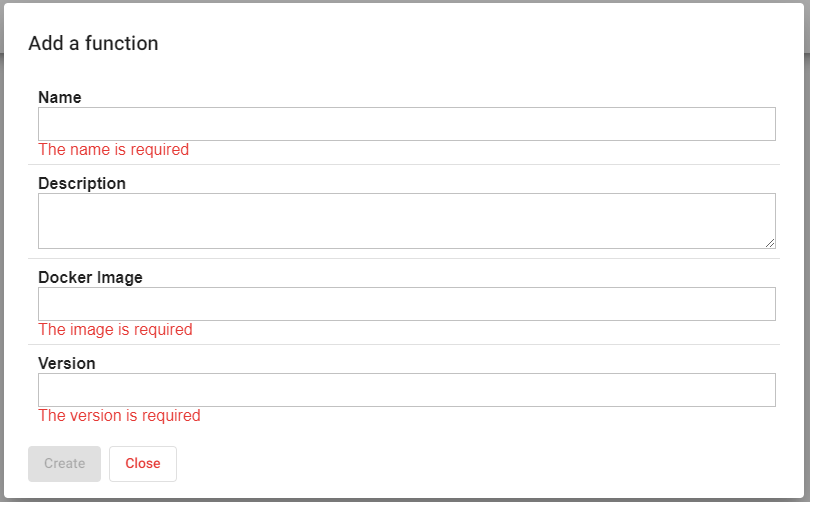 Add a function
Name
The name is required
Description
Docker Image
The image is required
Version
The version is required
Create Close